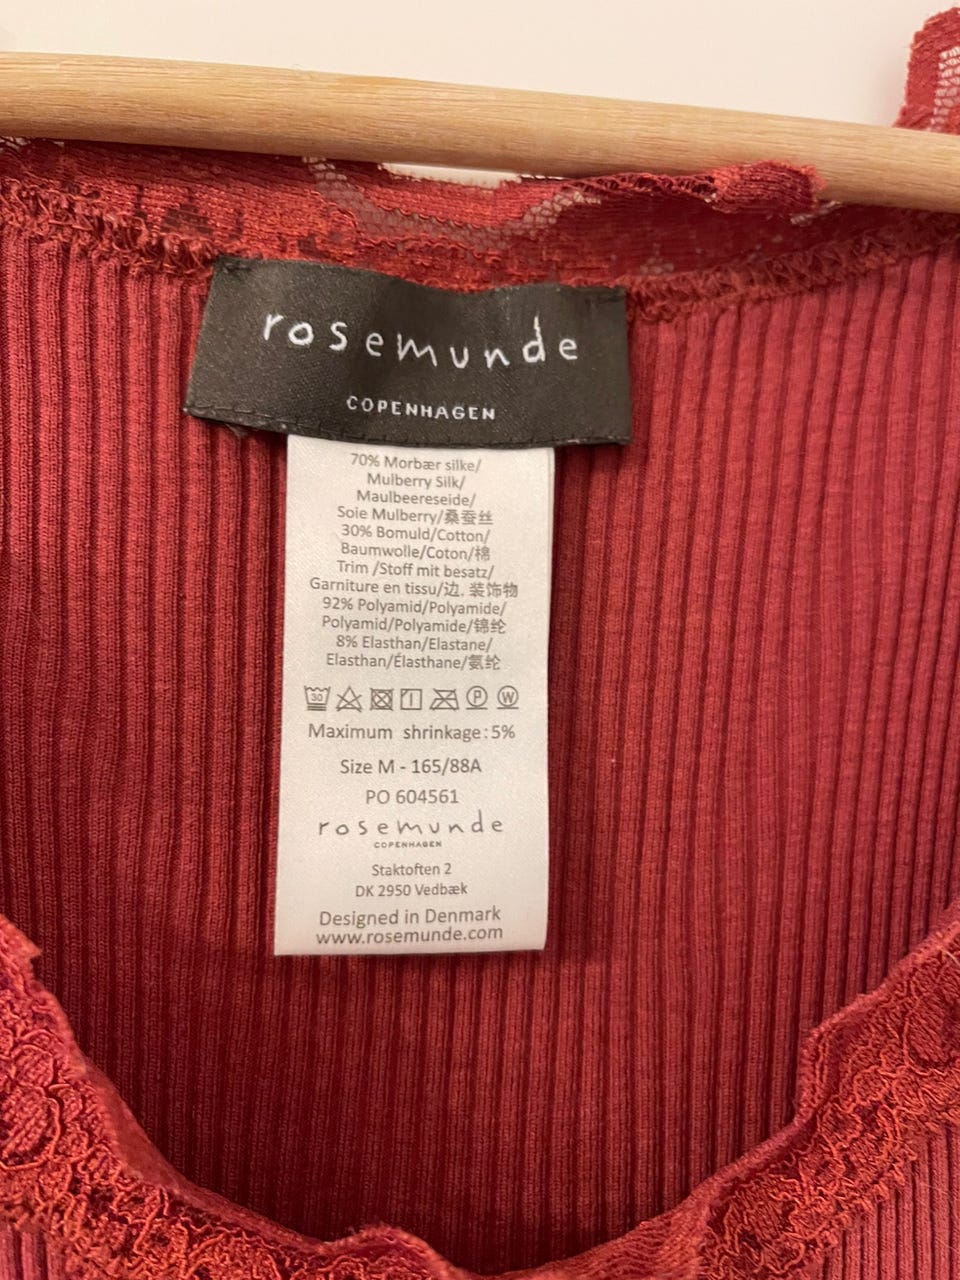 rosemunde
COPENHAGEN
70% Morbær silke/
Mulberry Silk/
Maulbeereseide/
Soie Mulberry/桑蚕丝
30% Bomuld/Cotton/
Baumwolle/Coton/棉
Trim /Stoff mit besatz/
Garniture en tissu/边, 装饰物
92% Polyamid/Polyamide/
Polyamid/Polyamide/锦纶
8% Elasthan/Elastane/
Elasthan/Élasthane/氨纶
30 P W
Maximum shrinkage:5%
Size M - 165/88A
PO 604561
rosemunde
COPENHAGEN
Staktoften 2
DK 2950 Vedbæk
Designed in Denmark
www.rosemunde.com